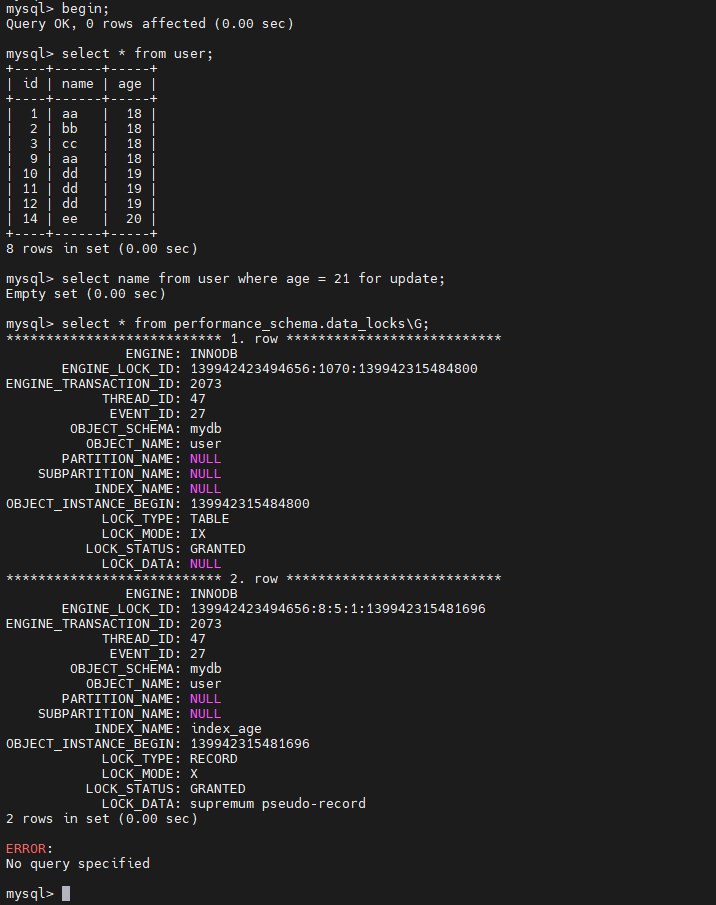 mysql> begin;
Query OK, 0 rows affected (0.00 sec)

mysql> select * from user;
+----+------+-----+
| id | name | age |
+----+------+-----+
|  1 | aa   |  18 |
|  2 | bb   |  18 |
|  3 | cc   |  18 |
|  9 | aa   |  18 |
| 10 | dd   |  19 |
| 11 | dd   |  19 |
| 12 | dd   |  19 |
| 14 | ee   |  20 |
+----+------+-----+
8 rows in set (0.00 sec)

mysql> select name from user where age = 21 for update;
Empty set (0.00 sec)

mysql> select * from performance_schema.data_locks\G;
*************************** 1. row ***************************
               ENGINE: INNODB
       ENGINE_LOCK_ID: 139942423494656:1070:139942315484800
ENGINE_TRANSACTION_ID: 2073
            THREAD_ID: 47
             EVENT_ID: 27
        OBJECT_SCHEMA: mydb
          OBJECT_NAME: user
       PARTITION_NAME: NULL
    SUBPARTITION_NAME: NULL
           INDEX_NAME: NULL
OBJECT_INSTANCE_BEGIN: 139942315484800
            LOCK_TYPE: TABLE
            LOCK_MODE: IX
          LOCK_STATUS: GRANTED
            LOCK_DATA: NULL
*************************** 2. row ***************************
               ENGINE: INNODB
       ENGINE_LOCK_ID: 139942423494656:8:5:1:139942315481696
ENGINE_TRANSACTION_ID: 2073
            THREAD_ID: 47
             EVENT_ID: 27
        OBJECT_SCHEMA: mydb
          OBJECT_NAME: user
       PARTITION_NAME: NULL
    SUBPARTITION_NAME: NULL
           INDEX_NAME: index_age
OBJECT_INSTANCE_BEGIN: 139942315481696
            LOCK_TYPE: RECORD
            LOCK_MODE: X
          LOCK_STATUS: GRANTED
            LOCK_DATA: supremum pseudo-record
2 rows in set (0.00 sec)

ERROR:
No query specified

mysql>